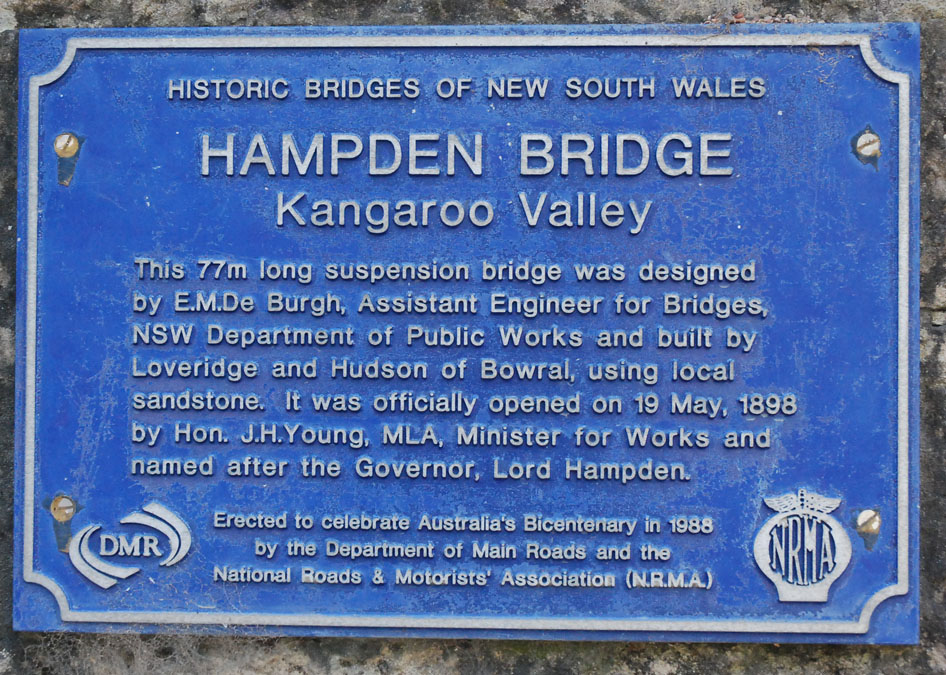 HISTORIC BRIDGES OF NEW SOUTH WALES
HAMPDEN BRIDGE
Kangaroo Valley
This 77m long suspension bridge was designed
by E.M.De Burgh, Assistant Engineer for Bridges,
NSW Department of Public Works and built by
Loveridge and Hudson of Bowral, using local
sandstone. It was officially opened on 19 May, 1898
by Hon. J.H.Young, MLA, Minister for Works and
named after the Governor, Lord Hampden.
Erected to celebrate Australia's Bicentenary in 1988
by the Department of Main Roads and the
National Roads & Motorists' Association (N.R.M.A.)
DMR
NRMA